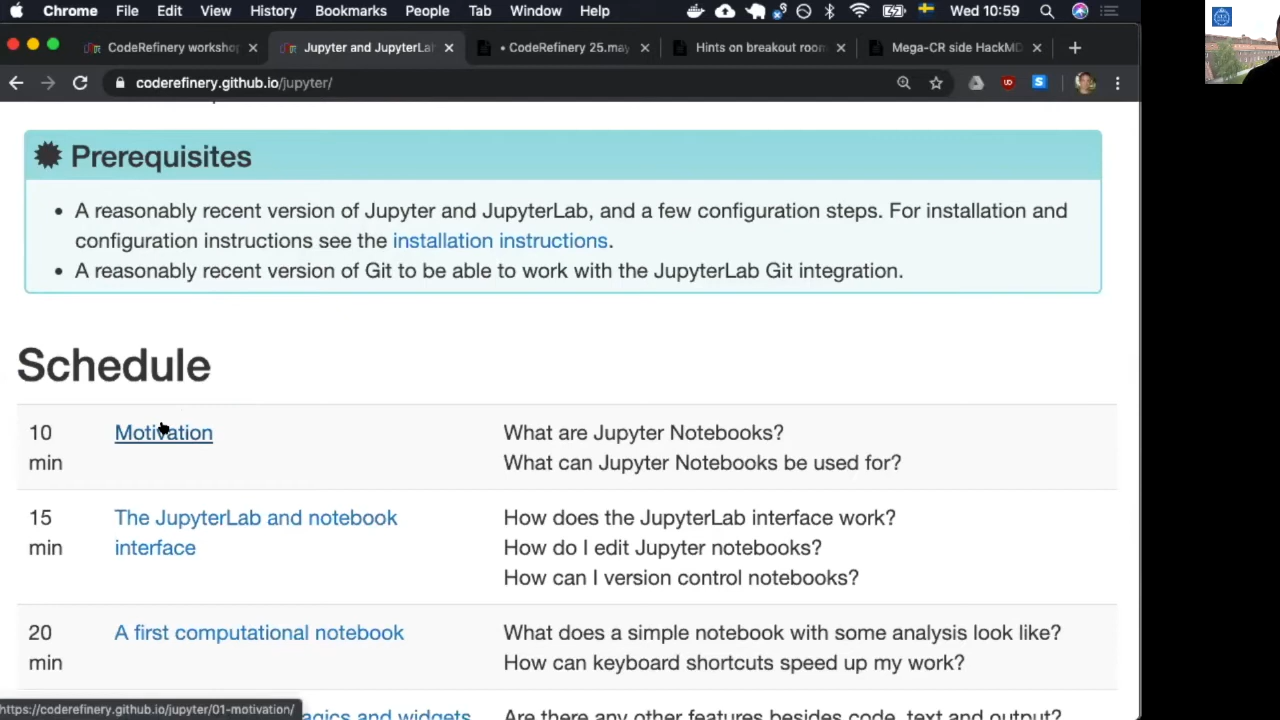 Chrome File Edit View History Bookmarks People Tab Window Help Wed 10:59
CodeRefinery workshop Jupyter and JupyterLa • CodeRefinery 25.may Hints on breakout room Mega-CR side HackMD
coderefinery.github.io/jupyter/
Prerequisites
• A reasonably recent version of Jupyter and JupyterLab, and a few configuration steps. For installation and
configuration instructions see the installation instructions.
• A reasonably recent version of Git to be able to work with the JupyterLab Git integration.
Schedule
10 Motivation What are Jupyter Notebooks?
min What can Jupyter Notebooks be used for?
15 The JupyterLab and notebook How does the JupyterLab interface work?
min interface How do I edit Jupyter notebooks?
How can I version control notebooks?
20 A first computational notebook What does a simple notebook with some analysis look like?
min How can keyboard shortcuts speed up my work?
https://coderefinery.github.io/jupyter/01-motivation/ agics and widgets Are there any other features besides code, text and output?